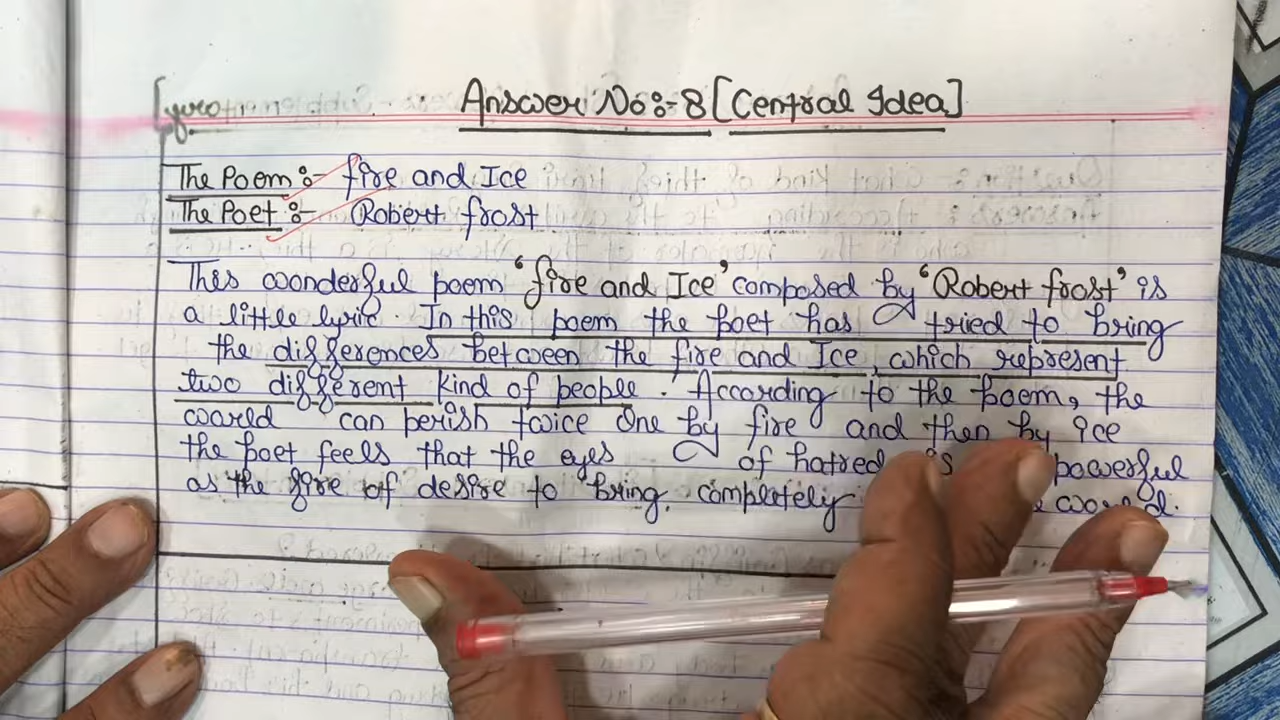 Answer No:-8 [Central Idea]
The Poem:- fire and Ice
The Poet:- Robert frost
This wonderful poem 'fire and Ice' composed by 'Robert frost' is
a little lyric. In this poem the poet has tried to bring
the differences between the fire and Ice, which represent
two different kind of people. According to the poem, the
world can perish twice One by fire and then by ice
the poet feels that the eyes of hatred is powerful
as the fire of desire to bring completely